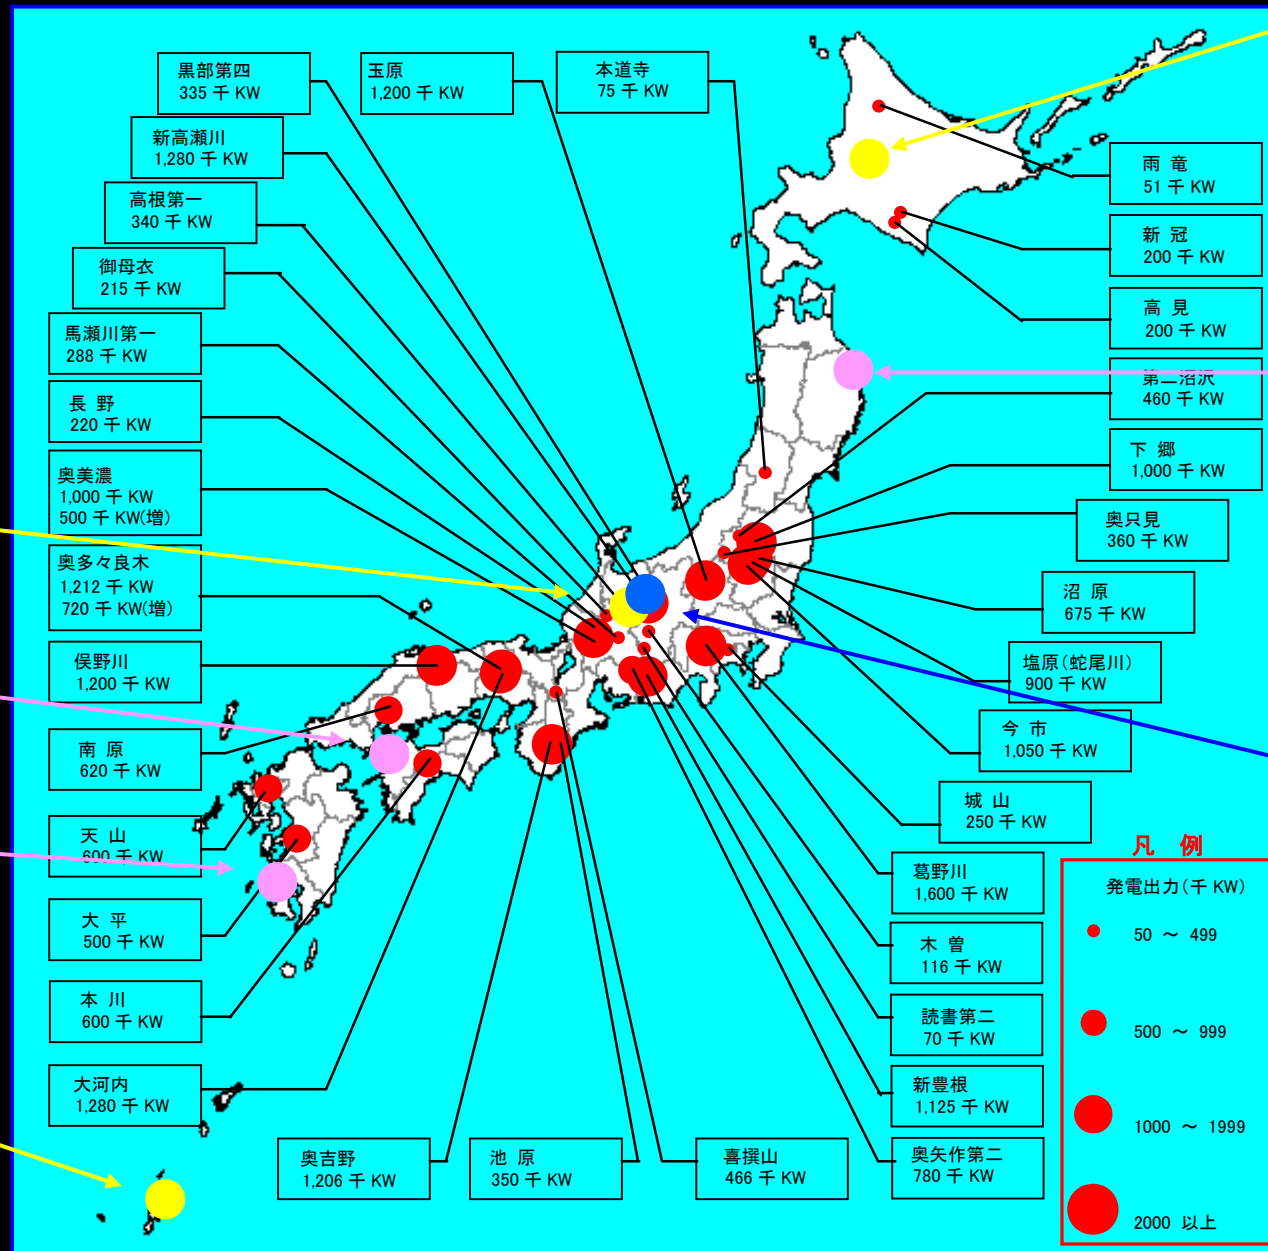 黒部第四
335 千 KW
玉原
1,200 千 KW
本道寺
75 千 KW
新高瀬川
1,280 千 KW
高根第一
340 千 KW
御母衣
215 千 KW
馬瀬川第一
288 千 KW
長 野
220 千 KW
奥美濃
1,000 千 KW
500 千 KW(増)
奥多々良木
1,212 千 KW
720 千 KW(増)
俣野川
1,200 千 KW
南 原
620 千 KW
天 山
600 千 KW
大 平
500 千 KW
本 川
600 千 KW
大河内
1,280 千 KW
奥吉野
1,206 千 KW
池 原
350 千 KW
喜撰山
466 千 KW
雨 竜
51 千 KW
新 冠
200 千 KW
高 見
200 千 KW
第二沼沢
460 千 KW
下 郷
1,000 千 KW
奥只見
360 千 KW
沼 原
675 千 KW
塩原(蛇尾川)
900 千 KW
今 市
1,050 千 KW
城 山
250 千 KW
葛野川
1,600 千 KW
木 曽
116 千 KW
読書第二
70 千 KW
新豊根
1,125 千 KW
奥矢作第二
780 千 KW
凡 例
発電出力(千 KW)
50 ～ 499
500 ～ 999
1000 ～ 1999
2000 以上